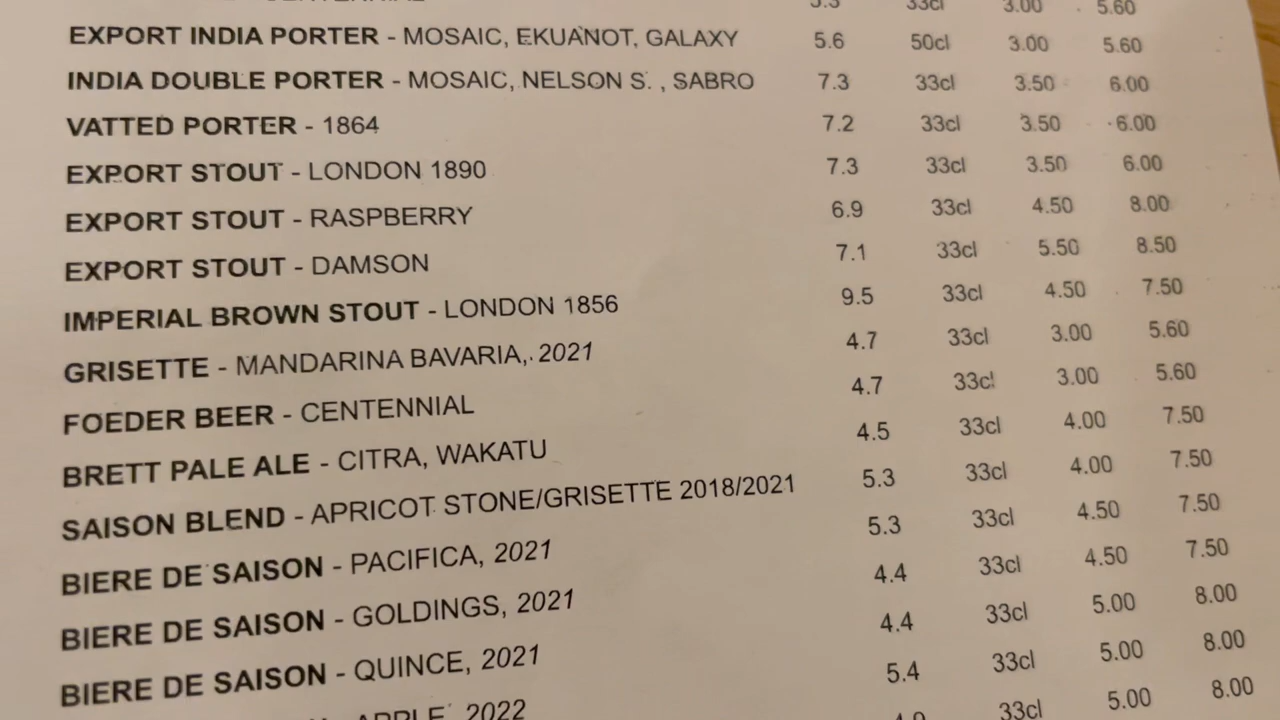 CENTENNIAL 5.5 33cl 3.00 5.60
EXPORT INDIA PORTER - MOSAIC, EKUANOT, GALAXY 5.6 50cl 3.00 5.60
INDIA DOUBLE PORTER - MOSAIC, NELSON S. , SABRO 7.3 33cl 3.50 6.00
VATTED PORTER - 1864 7.2 33cl 3.50 6.00
EXPORT STOUT - LONDON 1890 7.3 33cl 3.50 6.00
EXPORT STOUT - RASPBERRY 6.9 33cl 4.50 8.00
EXPORT STOUT - DAMSON 7.1 33cl 5.50 8.50
IMPERIAL BROWN STOUT - LONDON 1856 9.5 33cl 4.50 7.50
GRISETTE - MANDARINA BAVARIA, 2021 4.7 33cl 3.00 5.60
FOEDER BEER - CENTENNIAL 4.7 33cl 3.00 5.60
BRETT PALE ALE - CITRA, WAKATU 4.5 33cl 4.00 7.50
SAISON BLEND - APRICOT STONE/GRISETTE 2018/2021 5.3 33cl 4.00 7.50
BIERE DE SAISON - PACIFICA, 2021 5.3 33cl 4.50 7.50
BIERE DE SAISON - GOLDINGS, 2021 4.4 33cl 4.50 7.50
BIERE DE SAISON - QUINCE, 2021 4.4 33cl 5.00 8.00
APPLE, 2022 5.4 33cl 5.00 8.00
33cl 5.00 8.00